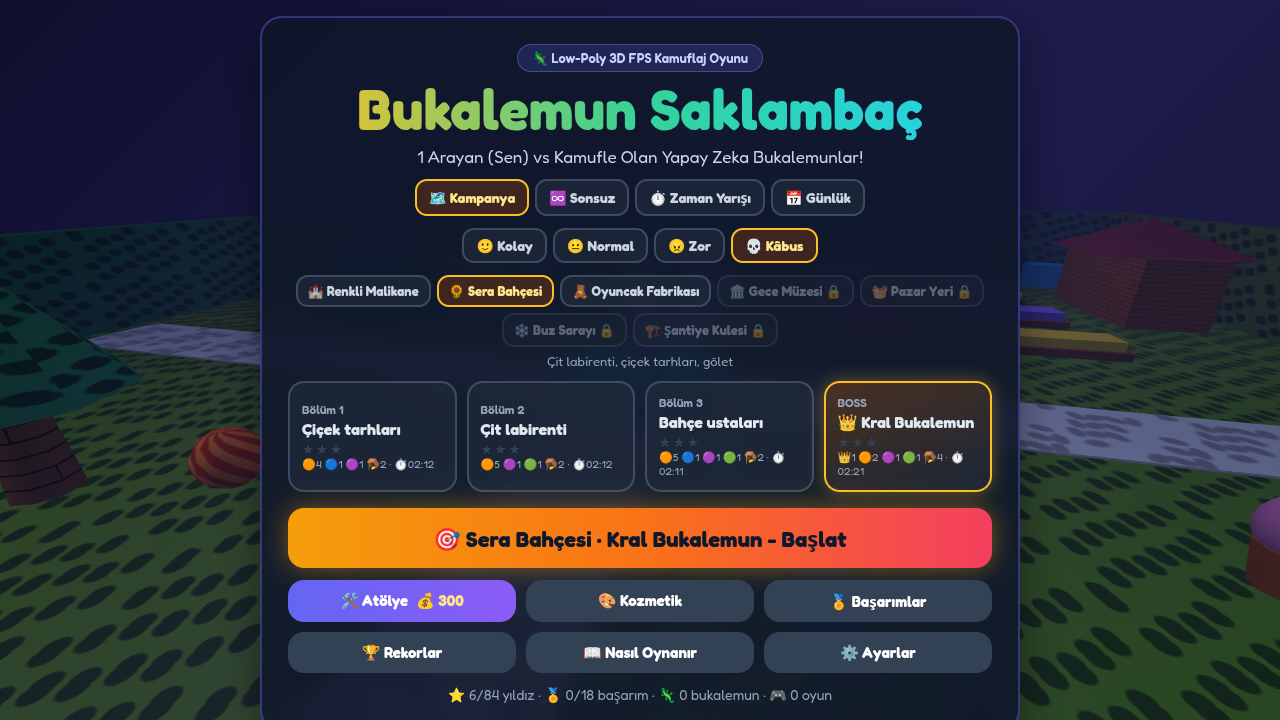 🦎 Low-Poly 3D FPS Kamuflaj Oyunu
Bukalemun Saklambaç
1 Arayan (Sen) vs Kamufle Olan Yapay Zeka Bukalemunlar!
🗺️ Kampanya ♾️ Sonsuz ⏱️ Zaman Yarışı 📅 Günlük
🙂 Kolay 😐 Normal 😠 Zor 💀 Kâbus
🏰 Renkli Malikane 🌻 Sera Bahçesi 🧸 Oyuncak Fabrikası 🏛️ Gece Müzesi 🔒 🧺 Pazar Yeri 🔒
❄️ Buz Sarayı 🔒 🏗️ Şantiye Kulesi 🔒
Çit labirenti, çiçek tarhları, gölet
Bölüm 1
Çiçek tarhları
★★★
🟠4 🔵1 🟣1 🪤2 · ⏱️02:12
Bölüm 2
Çit labirenti
★★★
🟠5 🟣1 🟢1 🪤2 · ⏱️02:12
Bölüm 3
Bahçe ustaları
★★★
🟠5 🔵1 🟣1 🟢1 🪤2 · ⏱️
02:11
BOSS
👑 Kral Bukalemun
★★★
👑1 🟠2 🟣1 🟢1 🪤4 · ⏱️
02:21
🎯 Sera Bahçesi · Kral Bukalemun - Başlat
🛠️ Atölye 💰 300 🎨 Kozmetik 🏅 Başarımlar
🏆 Rekorlar 📖 Nasıl Oynanır ⚙️ Ayarlar
⭐ 6/84 yıldız · 🏅 0/18 başarım · 🦎 0 bukalemun · 🎮 0 oyun